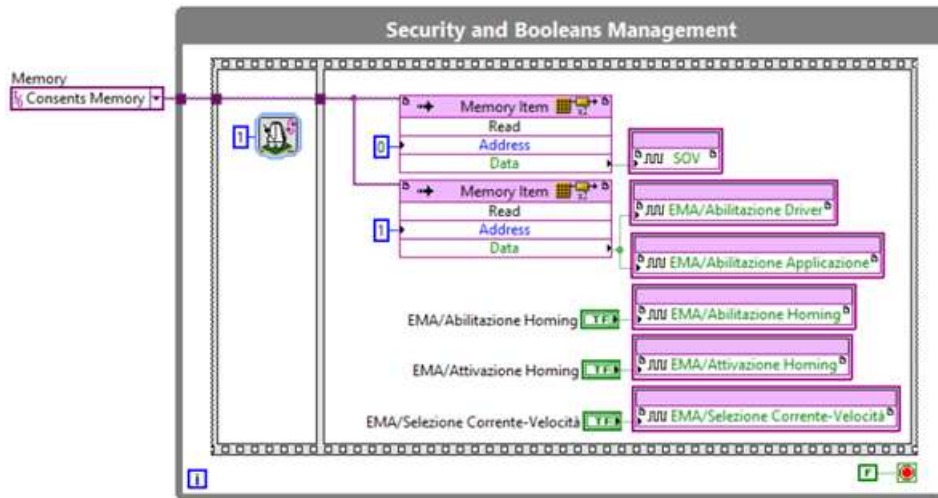 Security and Booleans Management
Memory
Consents Memory
1
Memory Item
Read
0
Address
Data
SOV
Memory Item
Read
1
Address
Data
EMA/Abilitazione Driver
EMA/Abilitazione Applicazione
EMA/Abilitazione Homing
TF
EMA/Abilitazione Homing
EMA/Attivazione Homing
TF
EMA/Attivazione Homing
EMA/Selezione Corrente-Velocità
TF
EMA/Selezione Corrente-Velocità
i
F